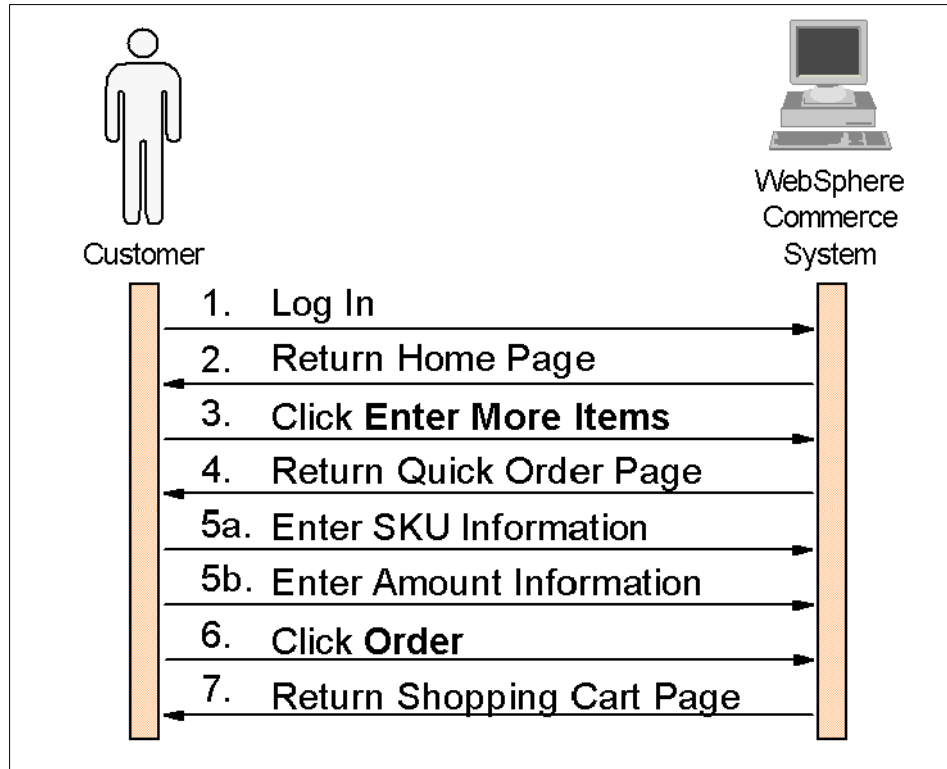 Customer
WebSphere
Commerce
System
1. Log In
2. Return Home Page
3. Click Enter More Items
4. Return Quick Order Page
5a. Enter SKU Information
5b. Enter Amount Information
6. Click Order
7. Return Shopping Cart Page